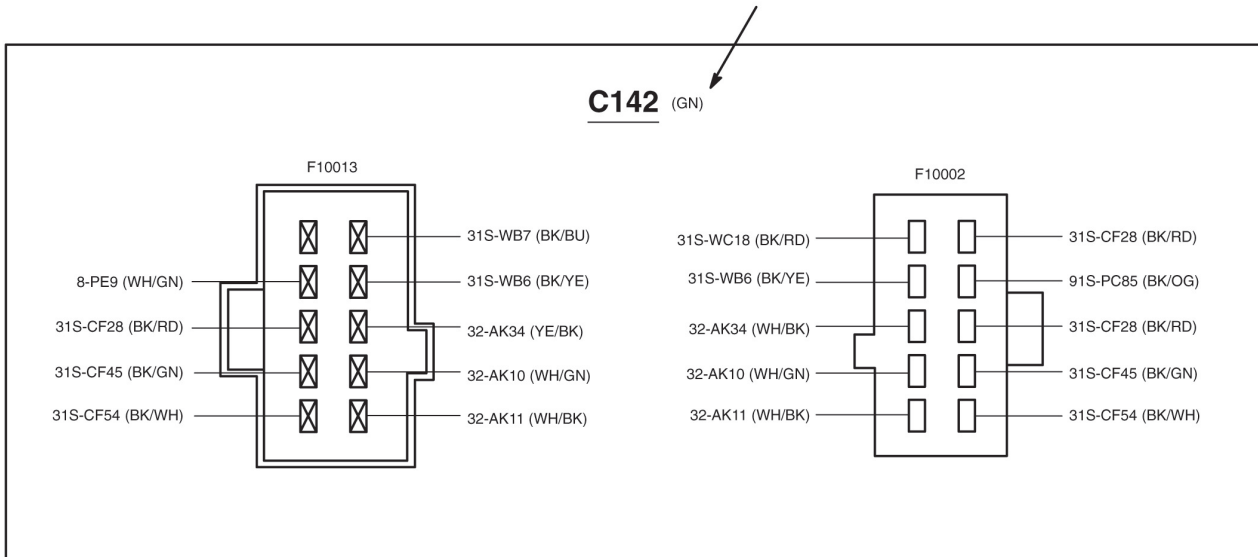 C142 (GN)
F10013
31S-WB7 (BK/BU)
8-PE9 (WH/GN)
31S-WB6 (BK/YE)
31S-CF28 (BK/RD)
32-AK34 (YE/BK)
31S-CF45 (BK/GN)
32-AK10 (WH/GN)
31S-CF54 (BK/WH)
32-AK11 (WH/BK)
F10002
31S-WC18 (BK/RD)
31S-CF28 (BK/RD)
31S-WB6 (BK/YE)
91S-PC85 (BK/OG)
32-AK34 (WH/BK)
31S-CF28 (BK/RD)
32-AK10 (WH/GN)
31S-CF45 (BK/GN)
32-AK11 (WH/BK)
31S-CF54 (BK/WH)